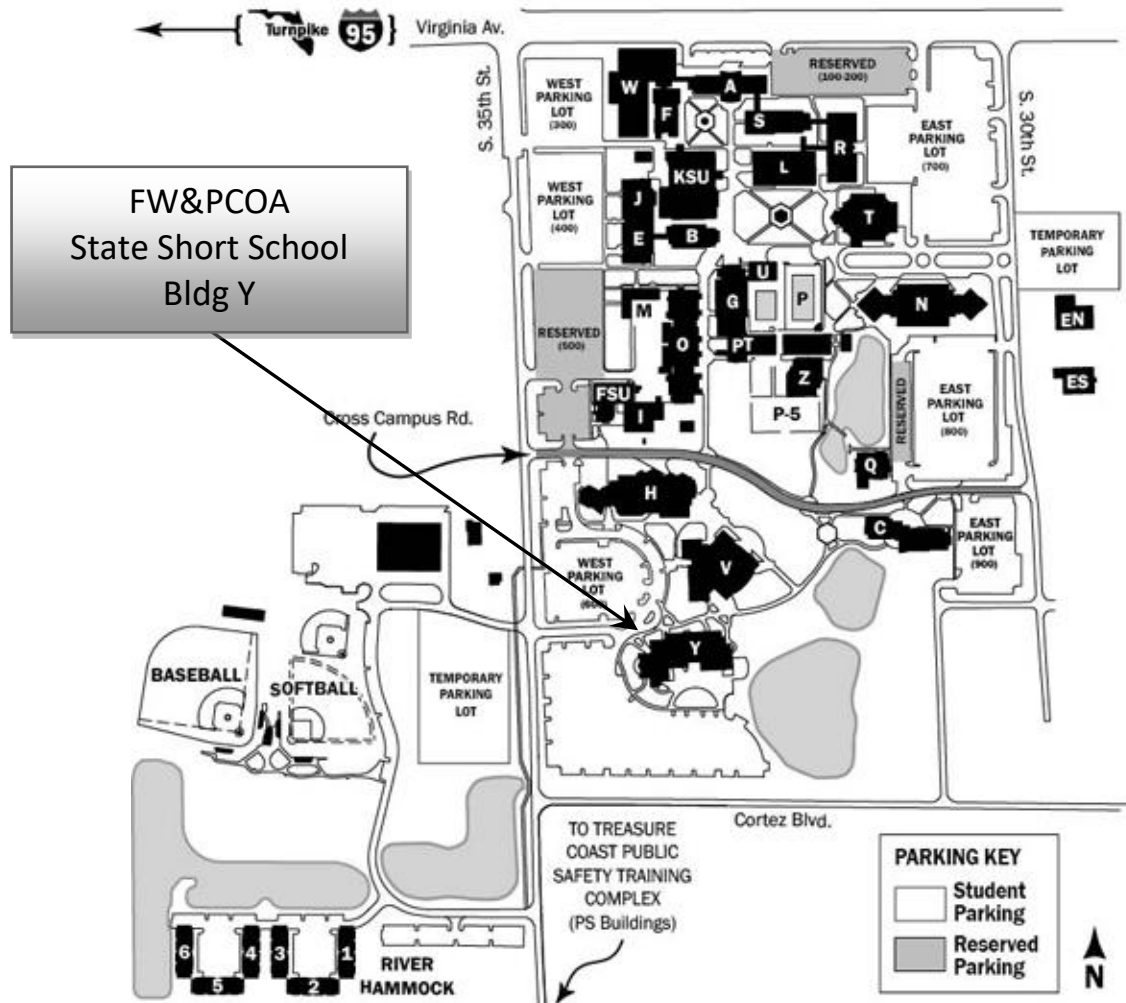 Turnpike
95
Virginia Av.
S. 35th St.
S. 30th St.
WEST
PARKING
LOT
(300)
W
F
A
RESERVED
(100-200)
S
R
L
EAST
PARKING
LOT
(700)
FW&PCOA
State Short School
Bldg Y
WEST
PARKING
LOT
(400)
J
KSU
E
B
T
TEMPORARY
PARKING
LOT
RESERVED
(500)
M
O
G
U
P
PT
N
EN
ES
Z
P-5
FSU
I
RESERVED
EAST
PARKING
LOT
(800)
Cross Campus Rd.
Q
H
C
EAST
PARKING
LOT
(900)
V
WEST
PARKING
LOT
(600)
Y
BASEBALL
SOFTBALL
TEMPORARY
PARKING
LOT
Cortez Blvd.
TO TREASURE
COAST PUBLIC
SAFETY TRAINING
COMPLEX
(PS Buildings)
PARKING KEY
Student
Parking
Reserved
Parking
N
6
4
3
1
5
2
RIVER
HAMMOCK